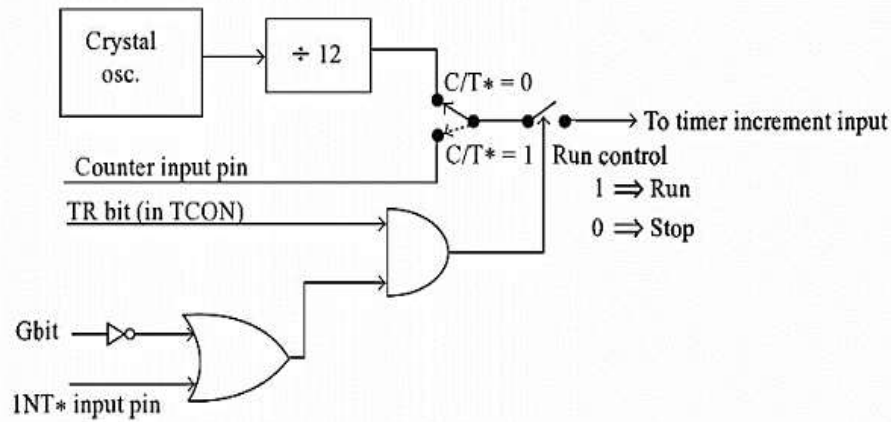 Crystal
osc.
÷ 12
C/T* = 0
To timer increment input
C/T* = 1
Run control
Counter input pin
1 ⇒ Run
TR bit (in TCON)
0 ⇒ Stop
Gbit
1NT* input pin